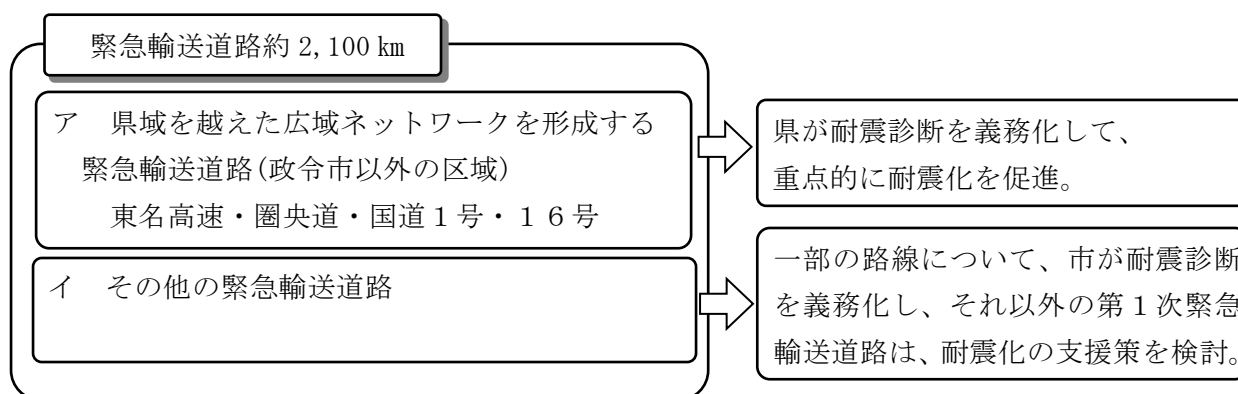 緊急輸送道路約2,100㎞
ア　県域を越えた広域ネットワークを形成する
緊急輸送道路(政令市以外の区域)
東名高速・圏央道・国道１号・１６号
県が耐震診断を義務化して、
重点的に耐震化を促進。
イ　その他の緊急輸送道路
一部の路線について、市が耐震診断
を義務化し、それ以外の第１次緊急
輸送道路は、耐震化の支援策を検討。